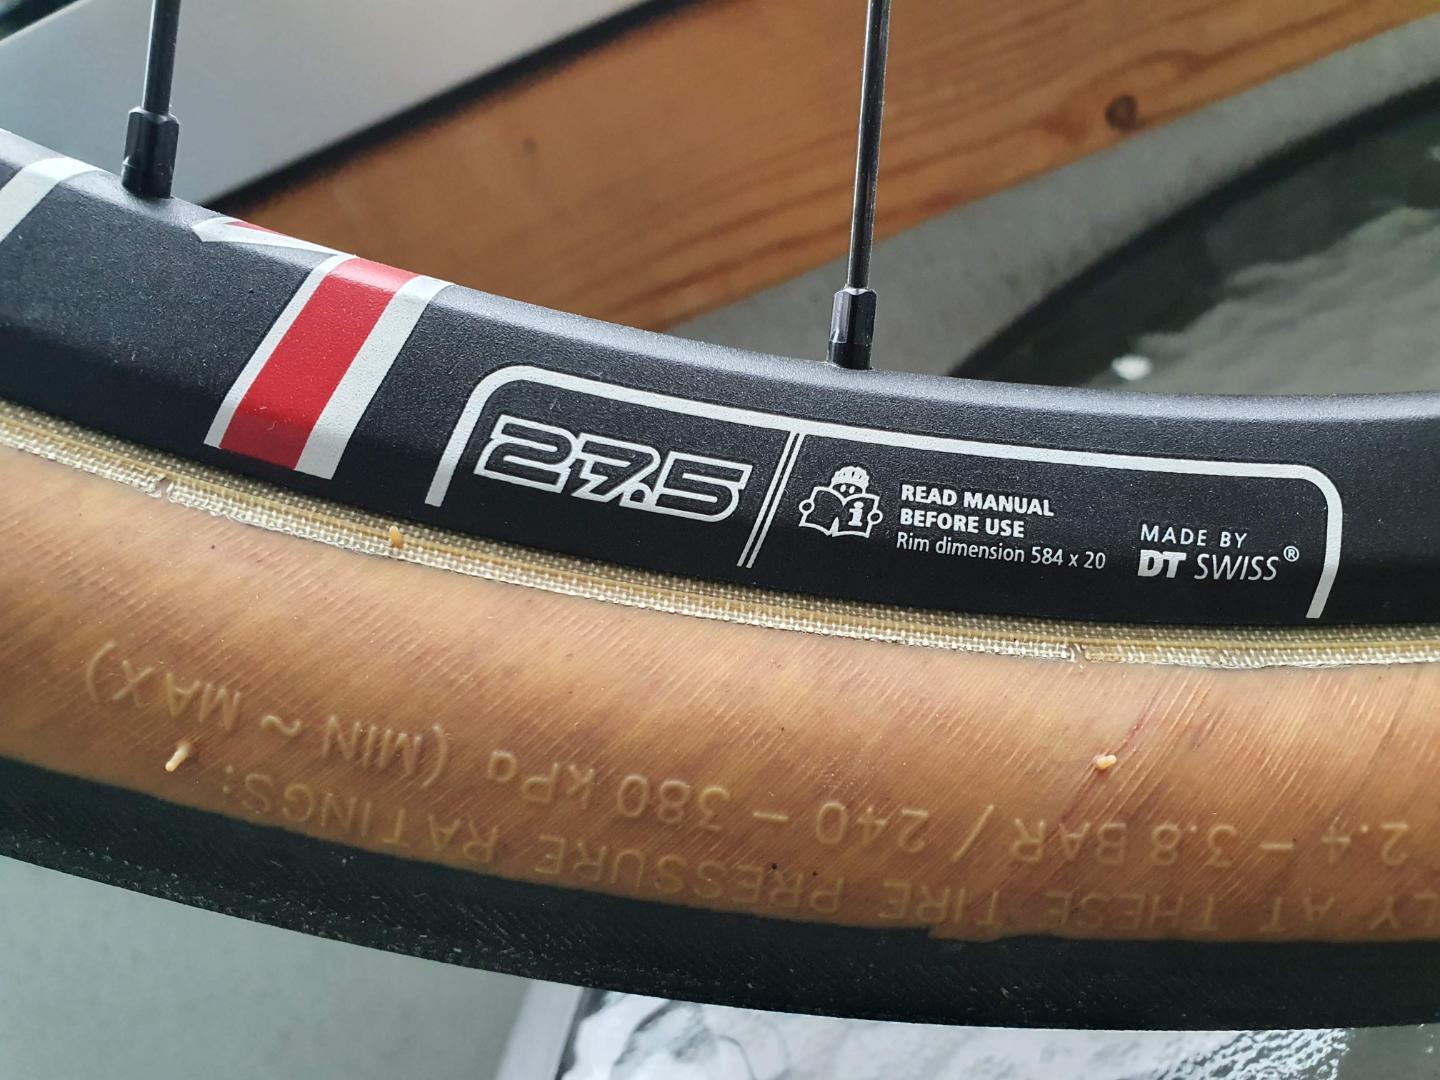 27.5
i
READ MANUAL
BEFORE USE
Rim dimension 584 x 20
MADE BY
DT SWISS®
LY AT THESE TIRE PRESSURE RATINGS:
2.4 – 3.8 BAR / 240 – 380 kPa (MIN ~ MAX)